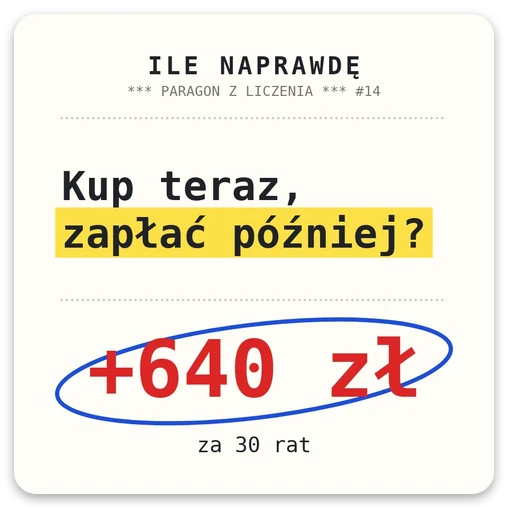 ILE NAPRAWDĘ
*** PARAGON Z LICZENIA *** #14
Kup teraz,
zapłać później?
+640 zł
za 30 rat